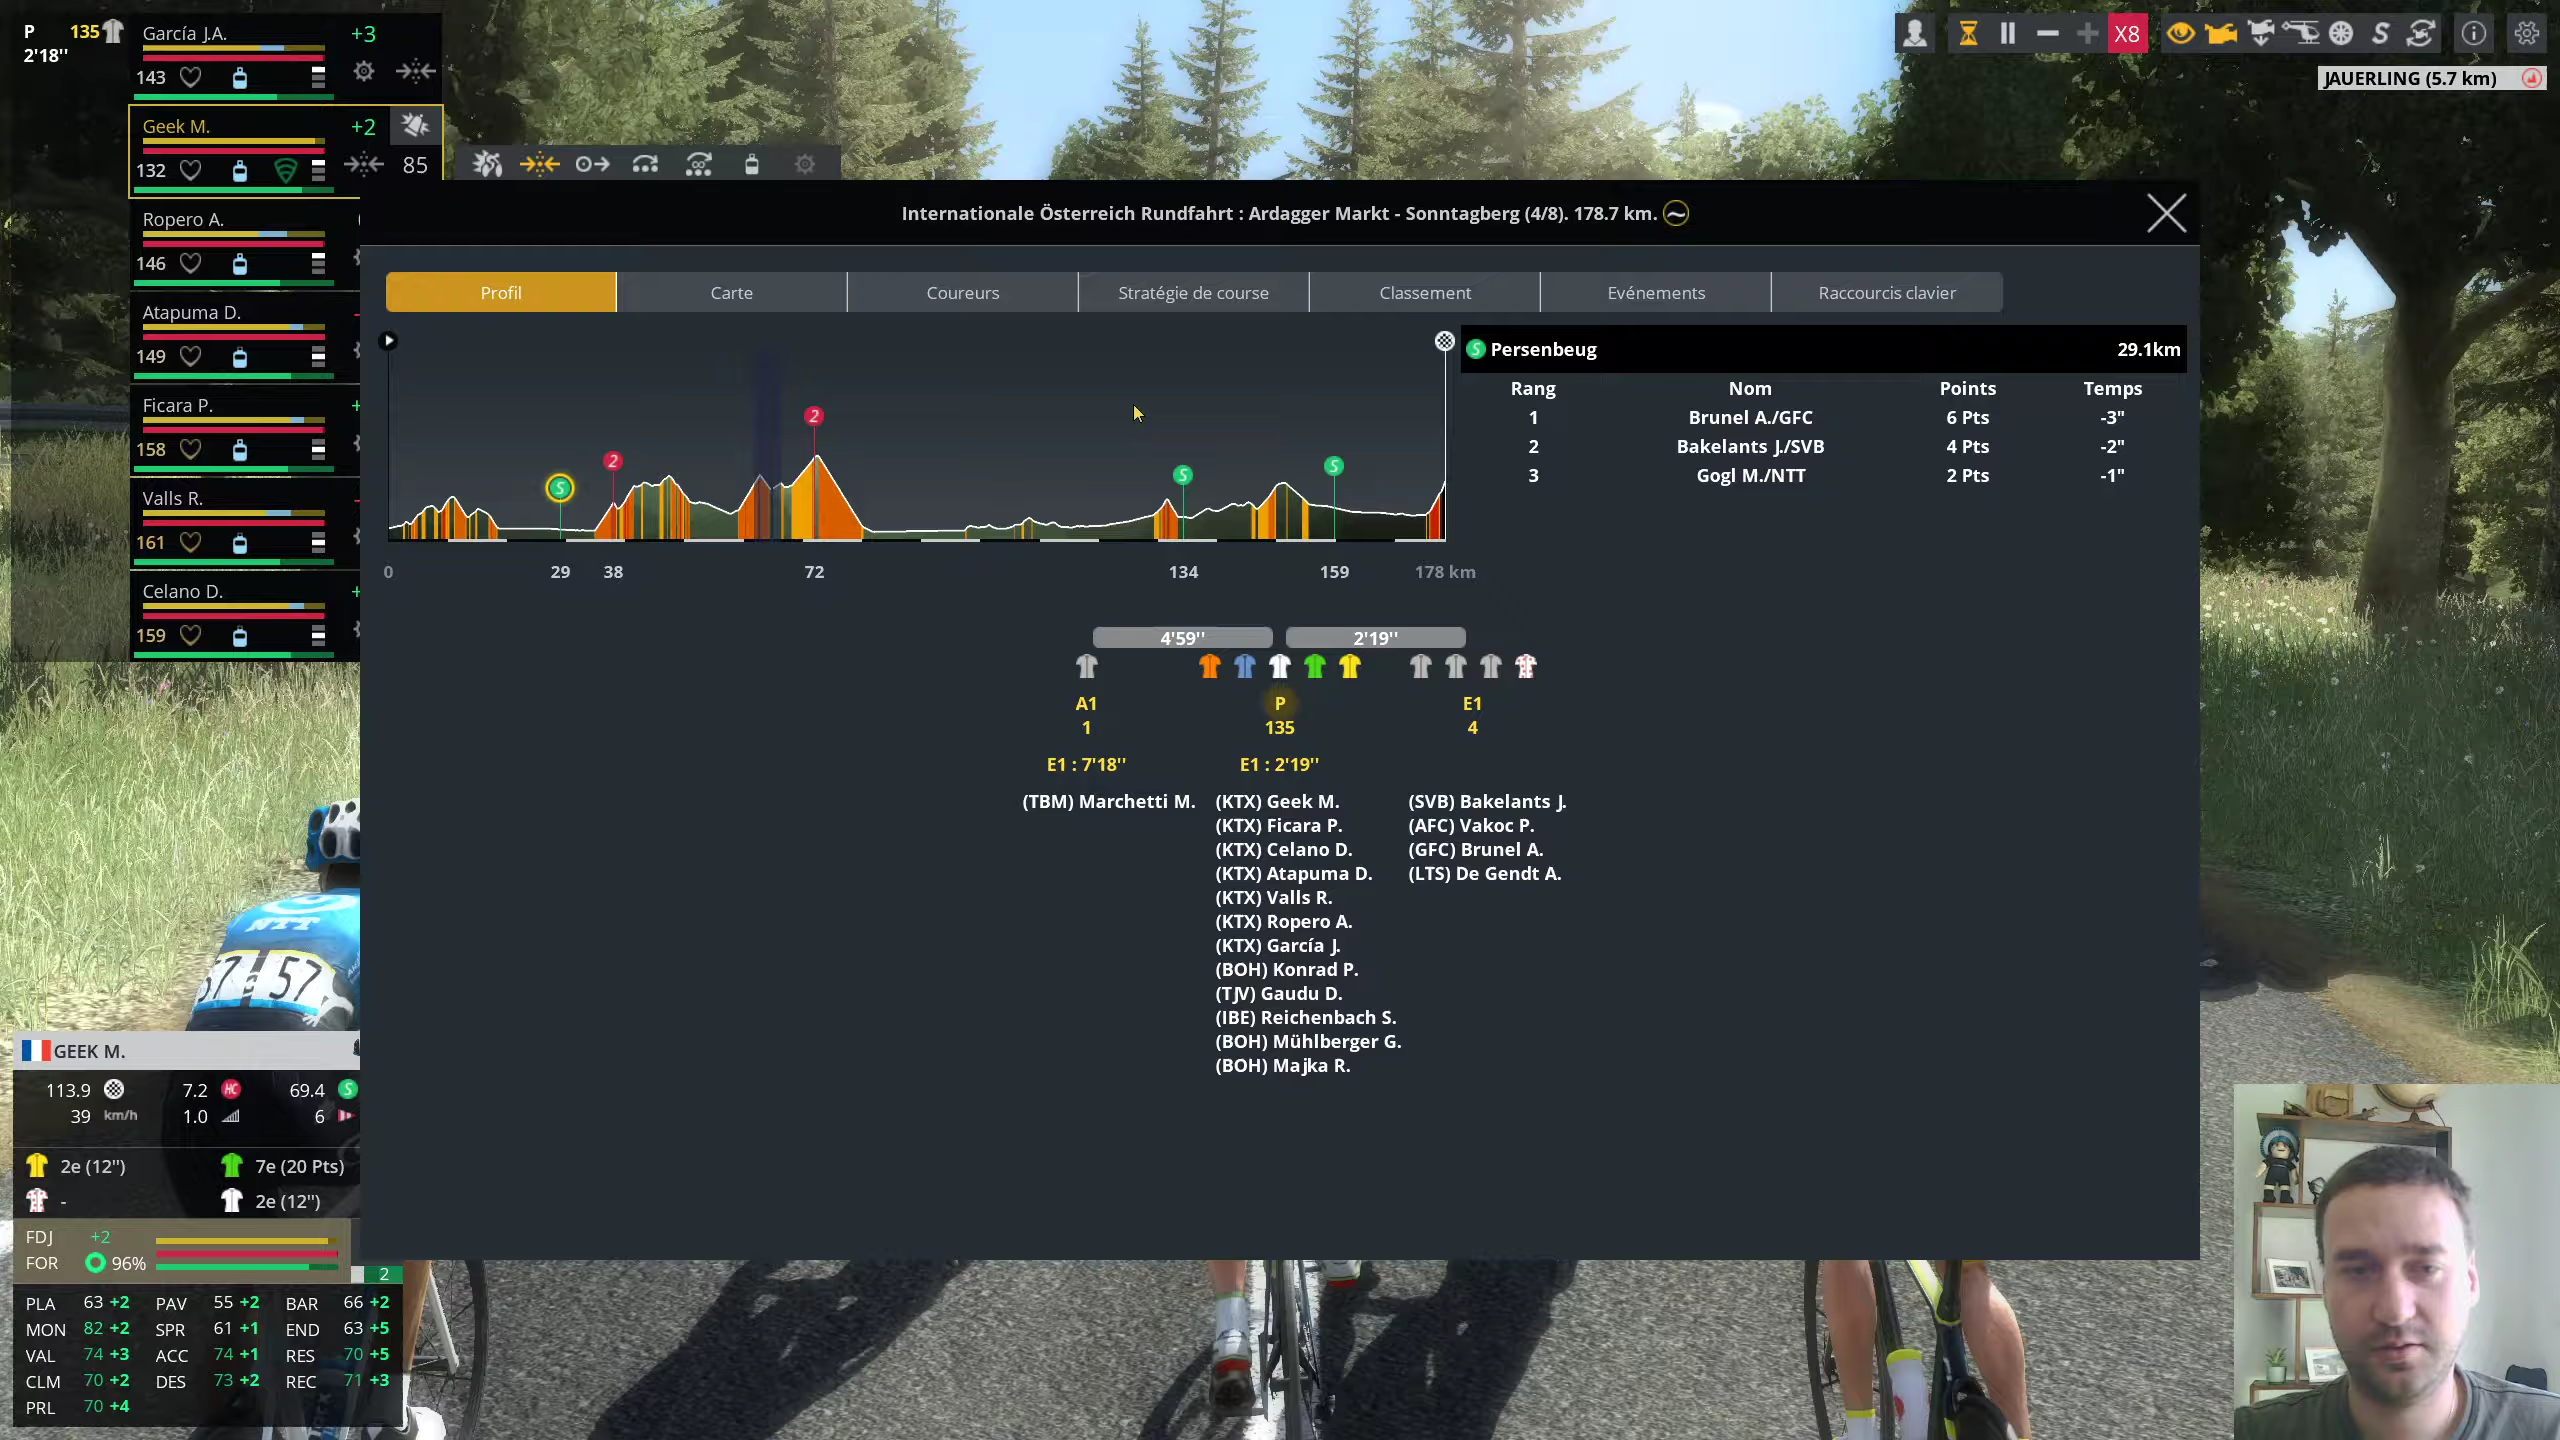 P 135
2'18''
García J.A. +3
143
Geek M. +2
132 85
Ropero A.
146
Atapuma D.
149
Ficara P.
158
Valls R.
161
Celano D.
159
X8
JAUERLING (5.7 km)
Internationale Österreich Rundfahrt : Ardagger Markt - Sonntagberg (4/8). 178.7 km.
Profil Carte Coureurs Stratégie de course Classement Evénements Raccourcis clavier
S Persenbeug 29.1km
Rang Nom Points Temps
1 Brunel A./GFC 6 Pts -3"
2 Bakelants J./SVB 4 Pts -2"
3 Gogl M./NTT 2 Pts -1"
2
2
S
S
S
0 29 38 72 134 159 178 km
4'59'' 2'19''
A1 P E1
1 135 4
E1 : 7'18'' E1 : 2'19''
(TBM) Marchetti M. (KTX) Geek M. (SVB) Bakelants J.
(KTX) Ficara P. (AFC) Vakoc P.
(KTX) Celano D. (GFC) Brunel A.
(KTX) Atapuma D. (LTS) De Gendt A.
(KTX) Valls R.
(KTX) Ropero A.
(KTX) García J.
(BOH) Konrad P.
(TJV) Gaudu D.
(IBE) Reichenbach S.
(BOH) Mühlberger G.
(BOH) Majka R.
NTT
57 57
GEEK M.
113.9 7.2 HC 69.4 S
39 km/h 1.0 6
2e (12'') 7e (20 Pts)
- 2e (12'')
FDJ +2
FOR 96%
2
PLA 63 +2 PAV 55 +2 BAR 66 +2
MON 82 +2 SPR 61 +1 END 63 +5
VAL 74 +3 ACC 74 +1 RES 70 +5
CLM 70 +2 DES 73 +2 REC 71 +3
PRL 70 +4